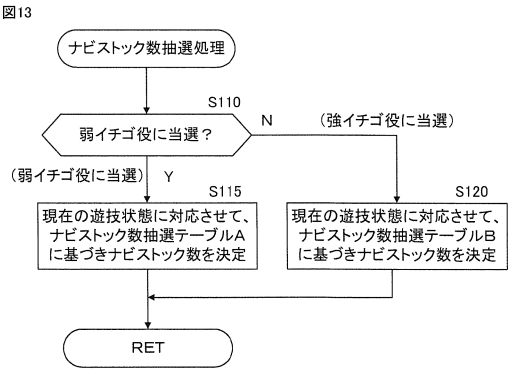 図13
ナビストック数抽選処理
S110
弱イチゴ役に当選?
N
(強イチゴ役に当選)
(弱イチゴ役に当選)
Y
S115
現在の遊技状態に対応させて、
ナビストック数抽選テーブルA
に基づきナビストック数を決定
S120
現在の遊技状態に対応させて、
ナビストック数抽選テーブルB
に基づきナビストック数を決定
RET